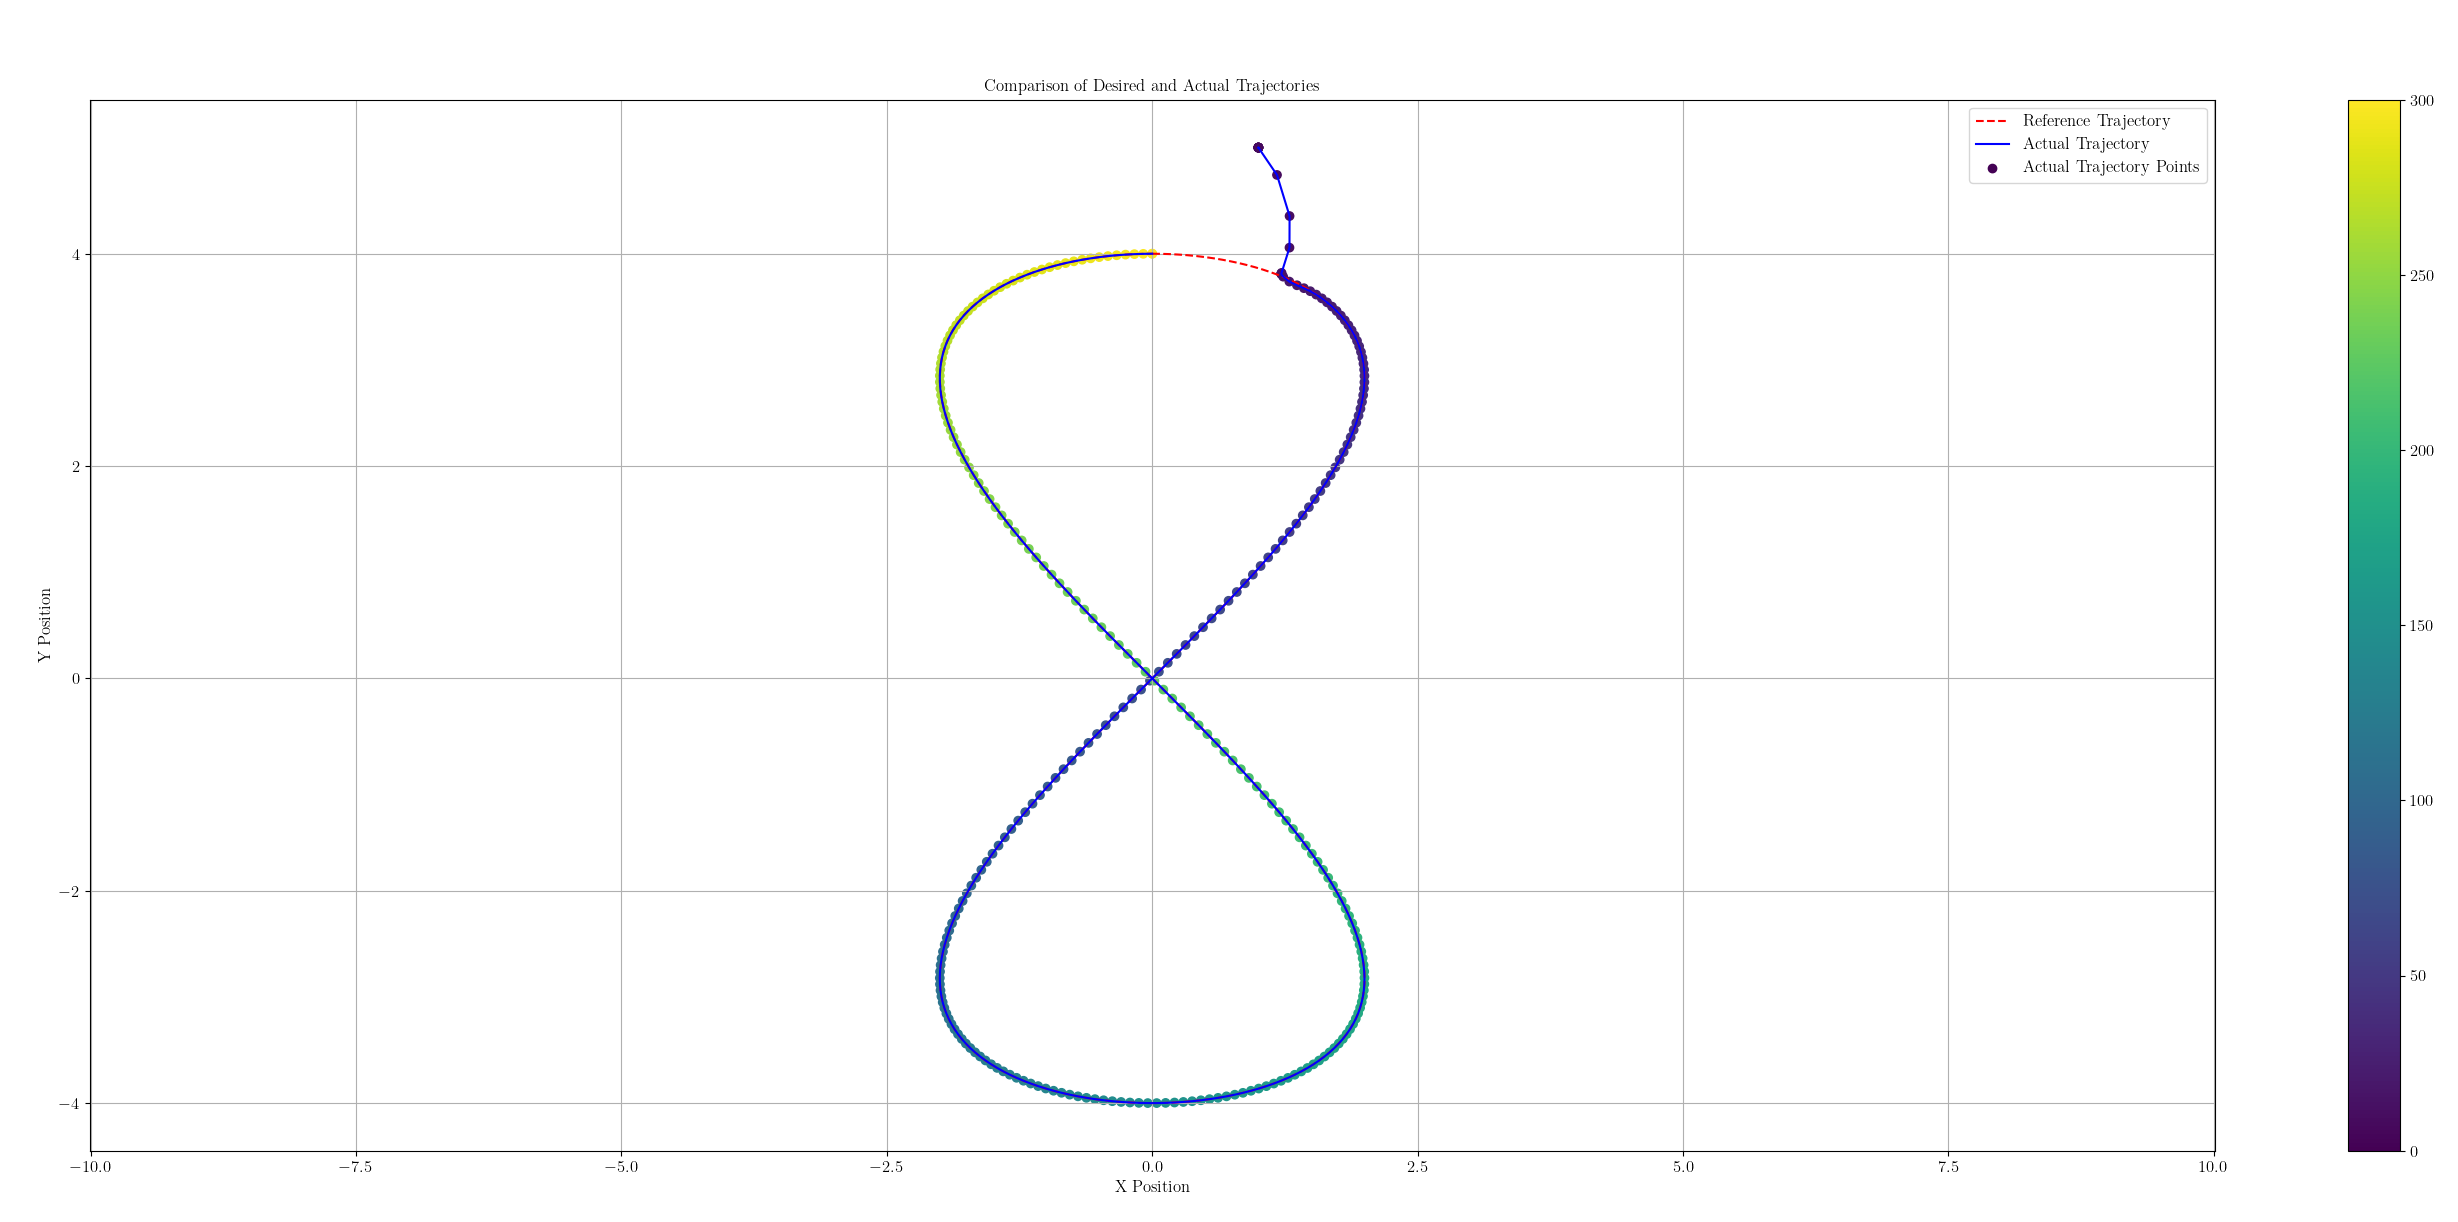 Comparison of Desired and Actual Trajectories
Reference Trajectory
Actual Trajectory
Actual Trajectory Points
Y Position
4
2
0
−2
−4
−10.0 −7.5 −5.0 −2.5 0.0 2.5 5.0 7.5 10.0
X Position
300
250
200
150
100
50
0